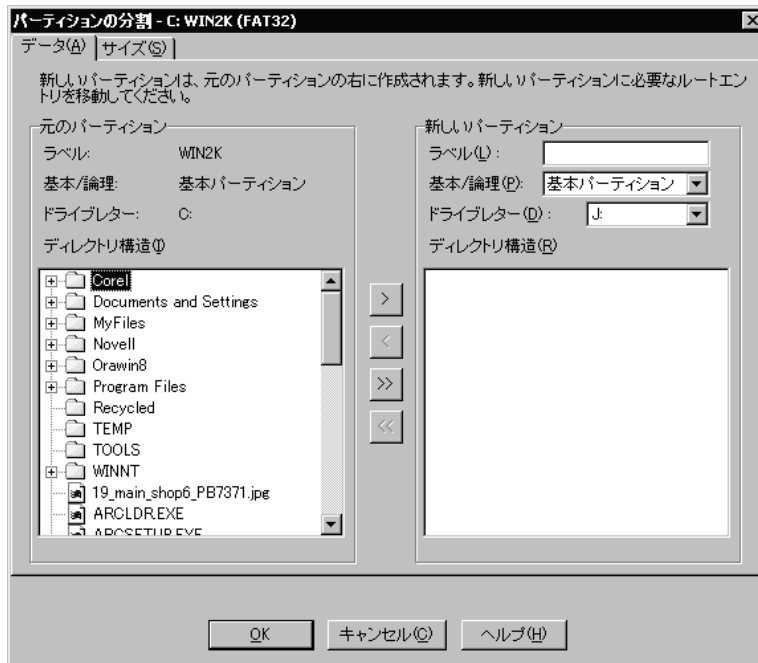 パーティションの分割 - C: WIN2K (FAT32)
データ(A) サイズ(S)
新しいパーティションは、元のパーティションの右に作成されます。新しいパーティションに必要なルートエン
トリを移動してください。
元のパーティション
ラベル: WIN2K
基本/論理: 基本パーティション
ドライブレター: C:
ディレクトリ構造(I)
Corel
Documents and Settings
MyFiles
Novell
Orawin8
Program Files
Recycled
TEMP
TOOLS
WINNT
19_main_shop6_PB7371.jpg
ARCLDR.EXE
ARCSETUP.EXE
>
<
>>
<<
新しいパーティション
ラベル(L):
基本/論理(P): 基本パーティション
ドライブレター(D): J:
ディレクトリ構造(R)
OK キャンセル(C) ヘルプ(H)